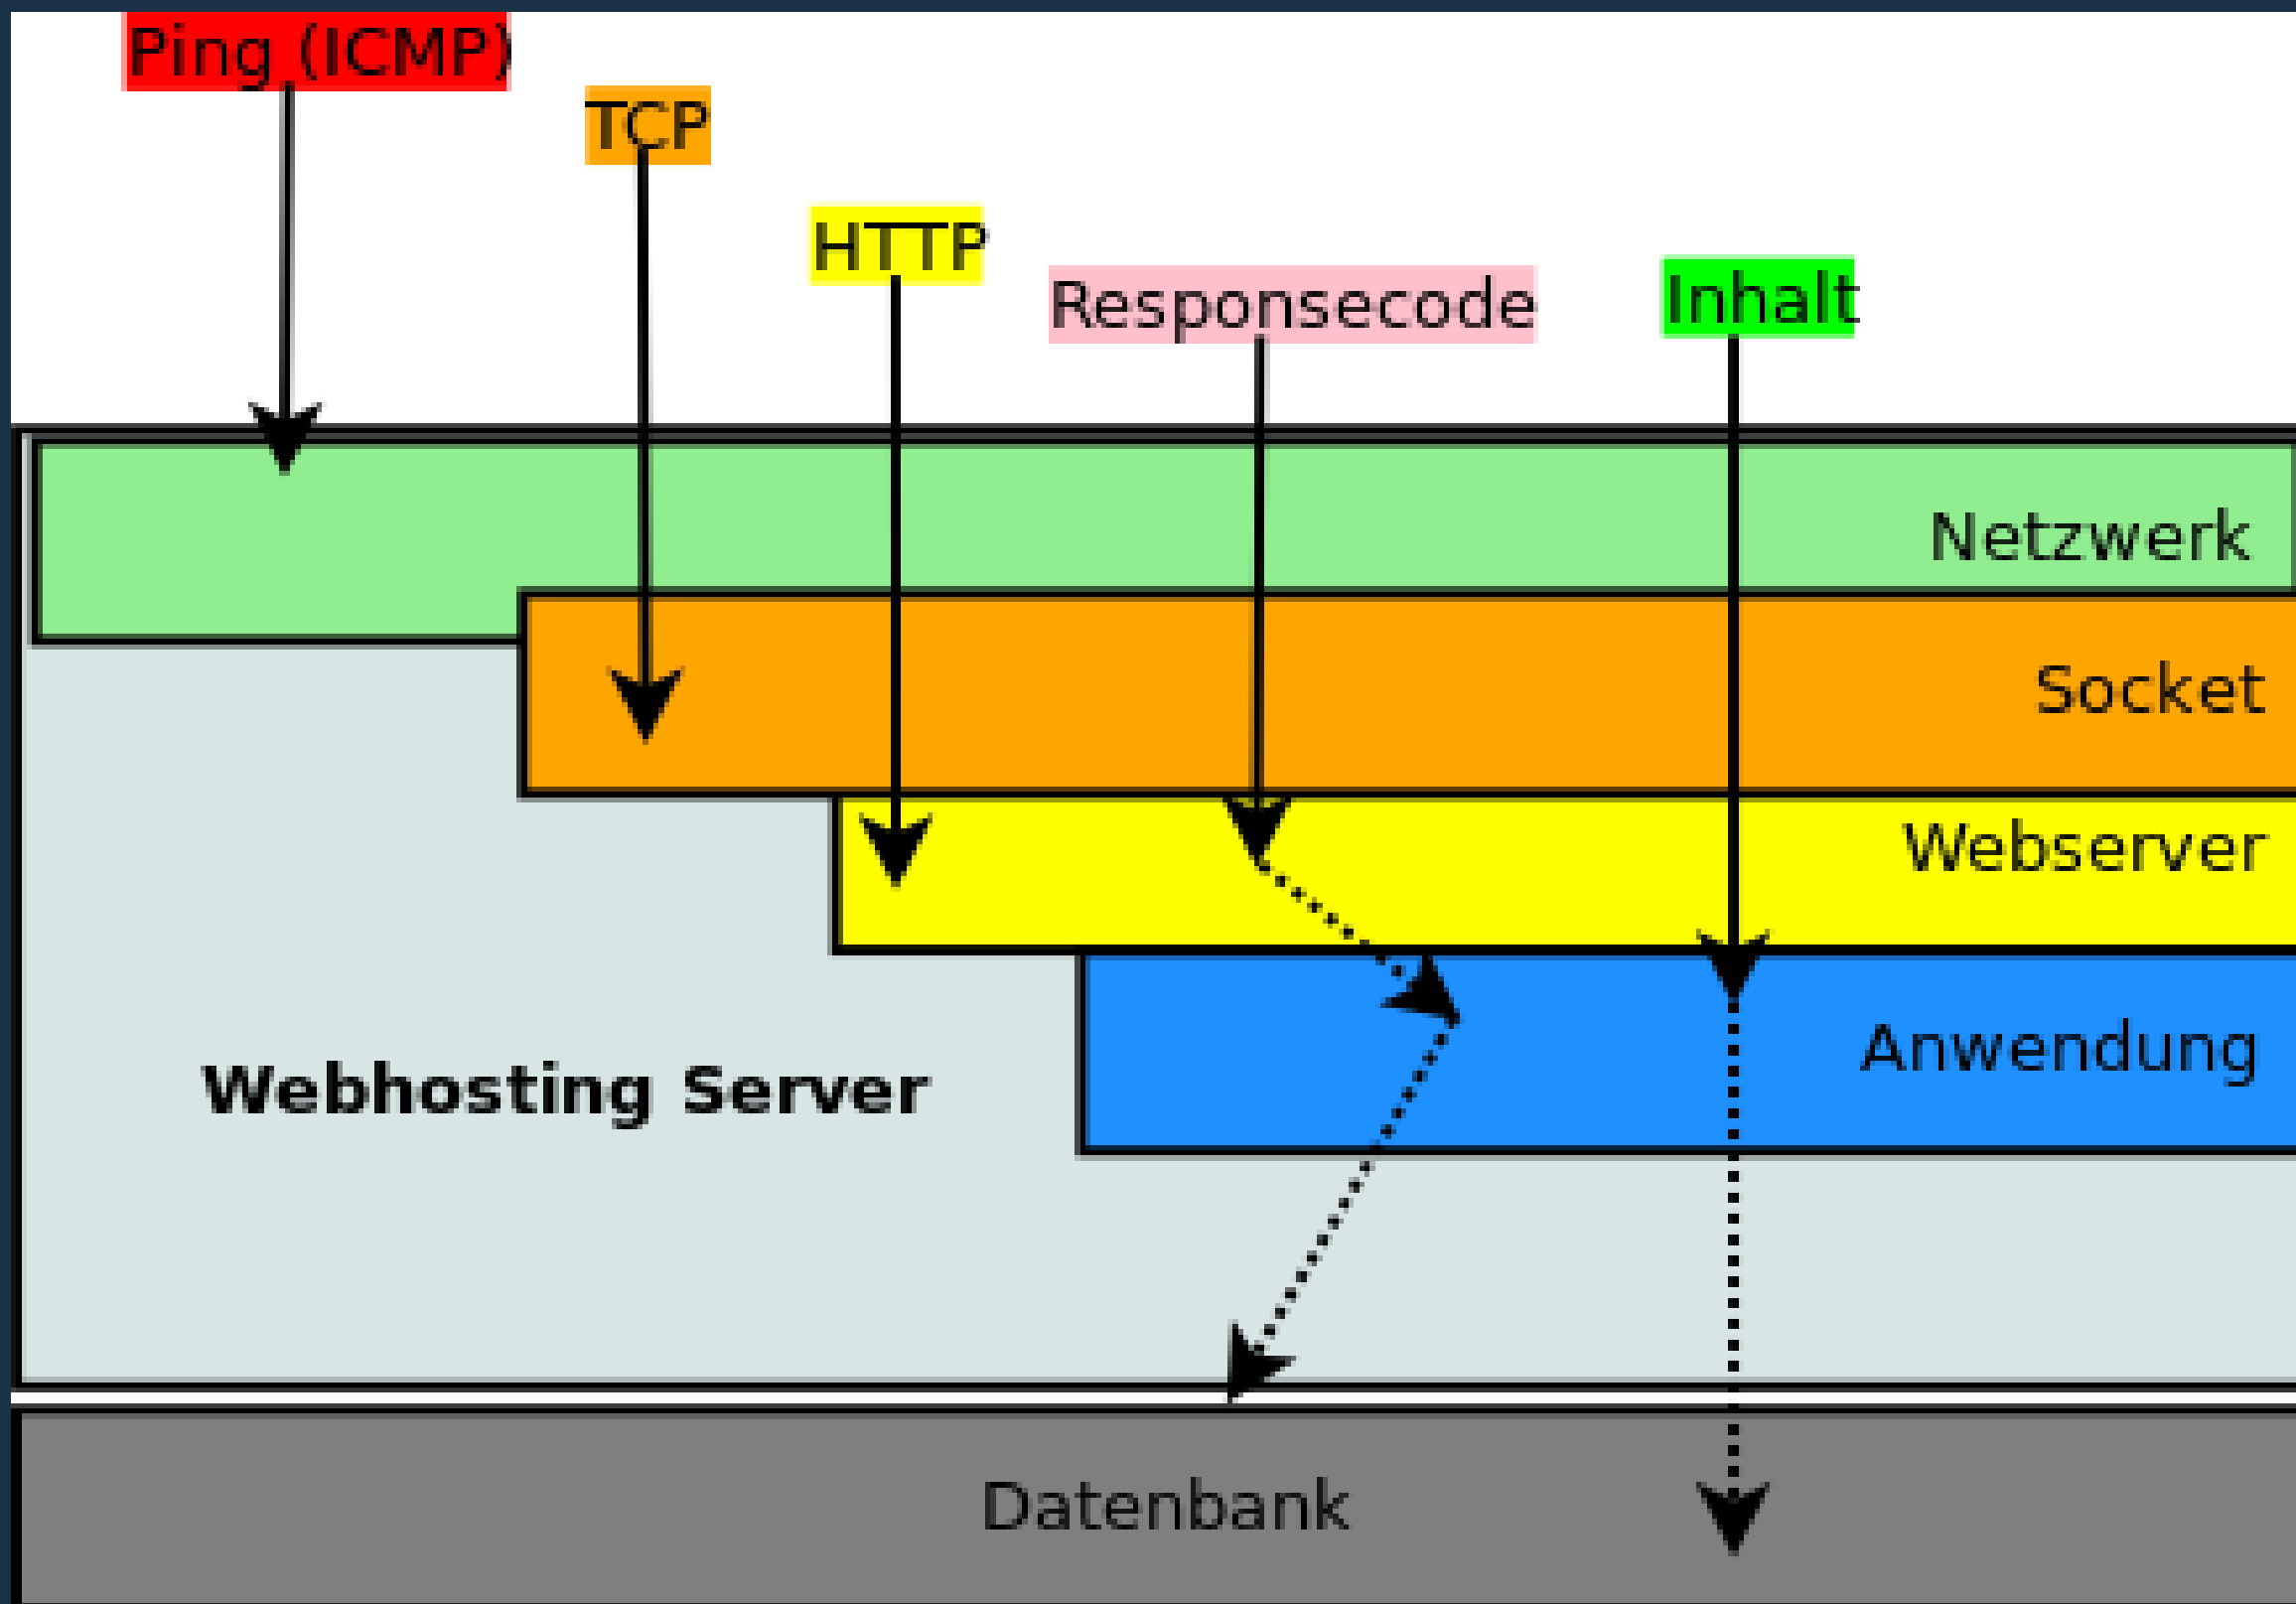 Ping (ICMP)
TCP
HTTP
Responsecode
Inhalt
Netzwerk
Socket
Webserver
Anwendung
Webhosting Server
Datenbank